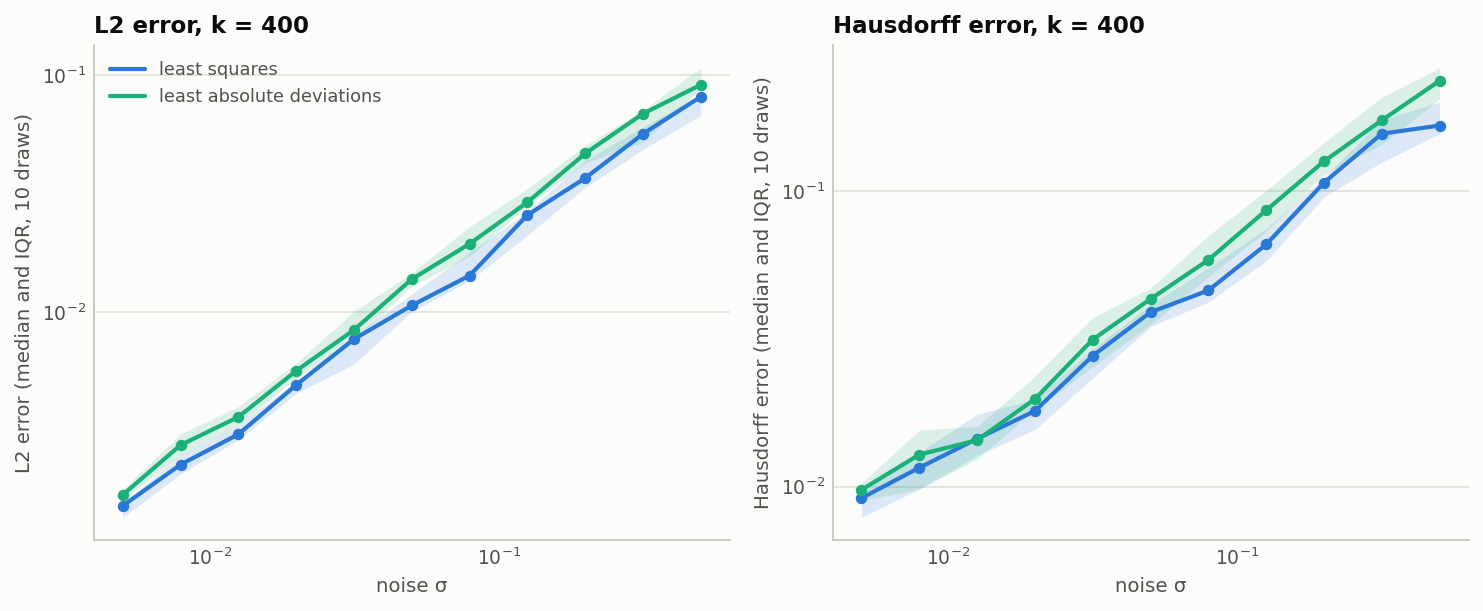 L2 error, k = 400
L2 error (median and IQR, 10 draws)
10⁻¹
10⁻²
least squares
least absolute deviations
10⁻²
10⁻¹
noise σ
Hausdorff error, k = 400
Hausdorff error (median and IQR, 10 draws)
10⁻¹
10⁻²
10⁻²
10⁻¹
noise σ